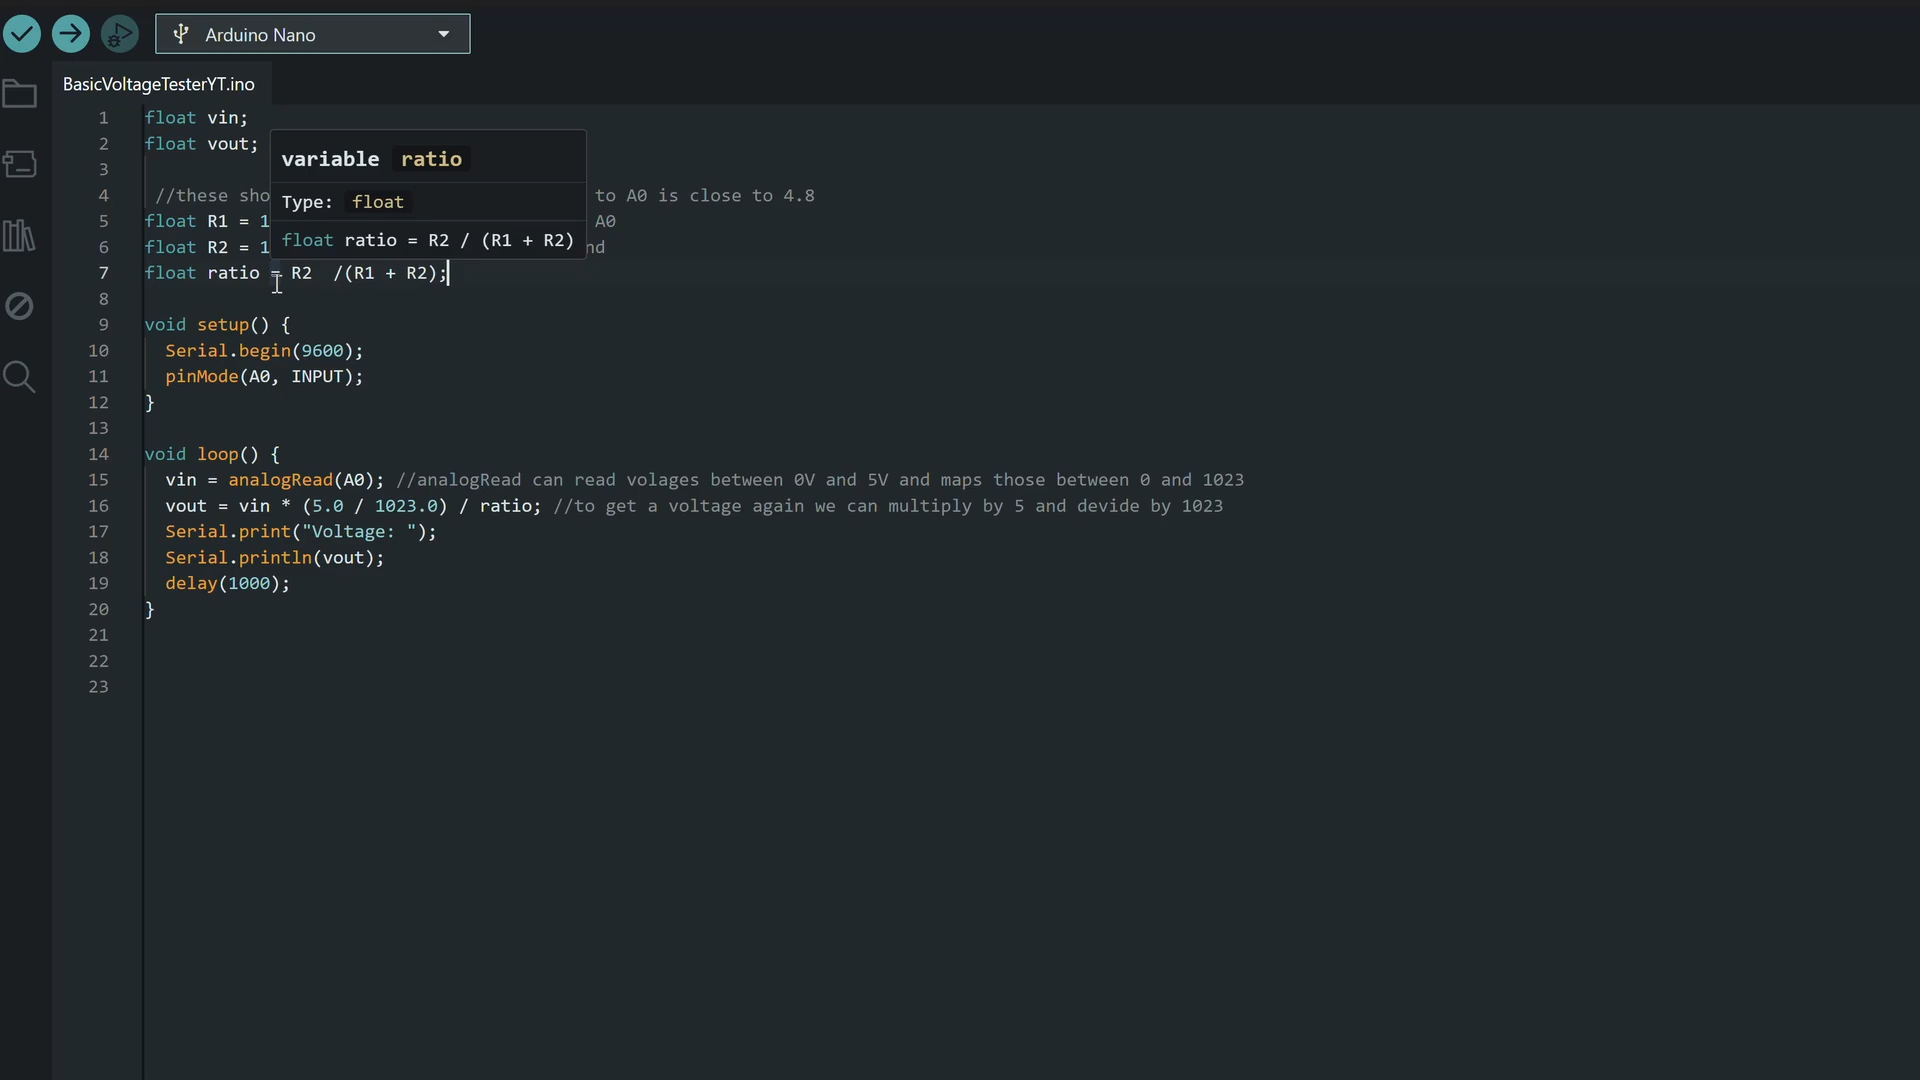 Arduino Nano
BasicVoltageTesterYT.ino
1 float vin;
2 float vout;
variable ratio
Type: float
float ratio = R2 / (R1 + R2)
3
4 //these sho to A0 is close to 4.8
5 float R1 = 1 A0
6 float R2 = 1 nd
7 float ratio = R2  /(R1 + R2);
8
9 void setup() {
10 Serial.begin(9600);
11 pinMode(A0, INPUT);
12 }
13
14 void loop() {
15 vin = analogRead(A0); //analogRead can read volages between 0V and 5V and maps those between 0 and 1023
16 vout = vin * (5.0 / 1023.0) / ratio; //to get a voltage again we can multiply by 5 and devide by 1023
17 Serial.print("Voltage: ");
18 Serial.println(vout);
19 delay(1000);
20 }
21
22
23